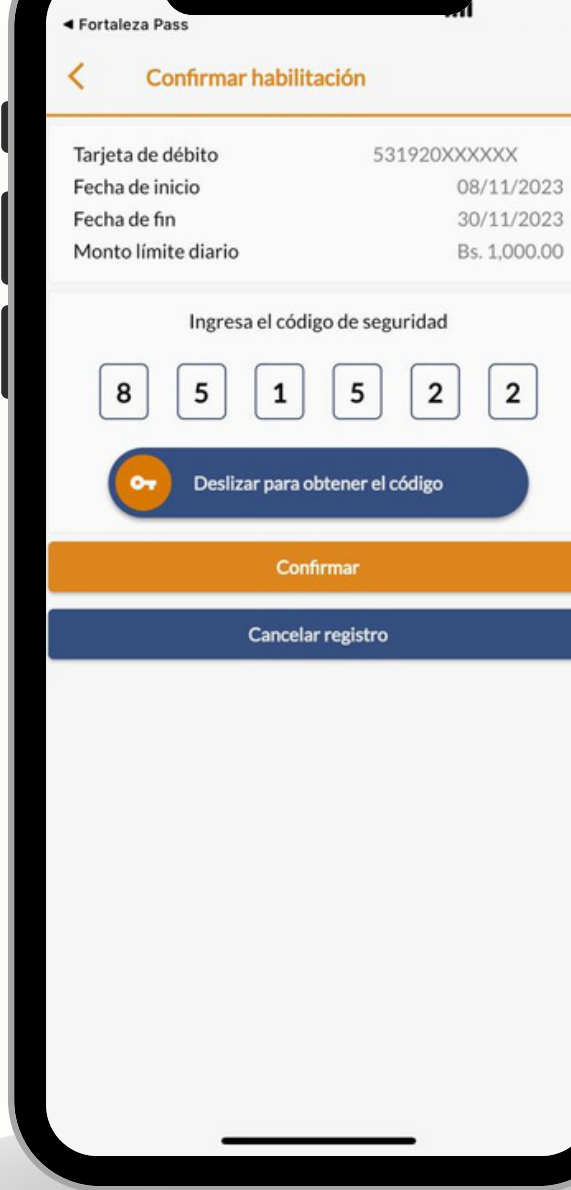 ◀ Fortaleza Pass
Confirmar habilitación
Tarjeta de débito 531920XXXXXX
Fecha de inicio 08/11/2023
Fecha de fin 30/11/2023
Monto límite diario Bs. 1,000.00
Ingresa el código de seguridad
8 5 1 5 2 2
Deslizar para obtener el código
Confirmar
Cancelar registro